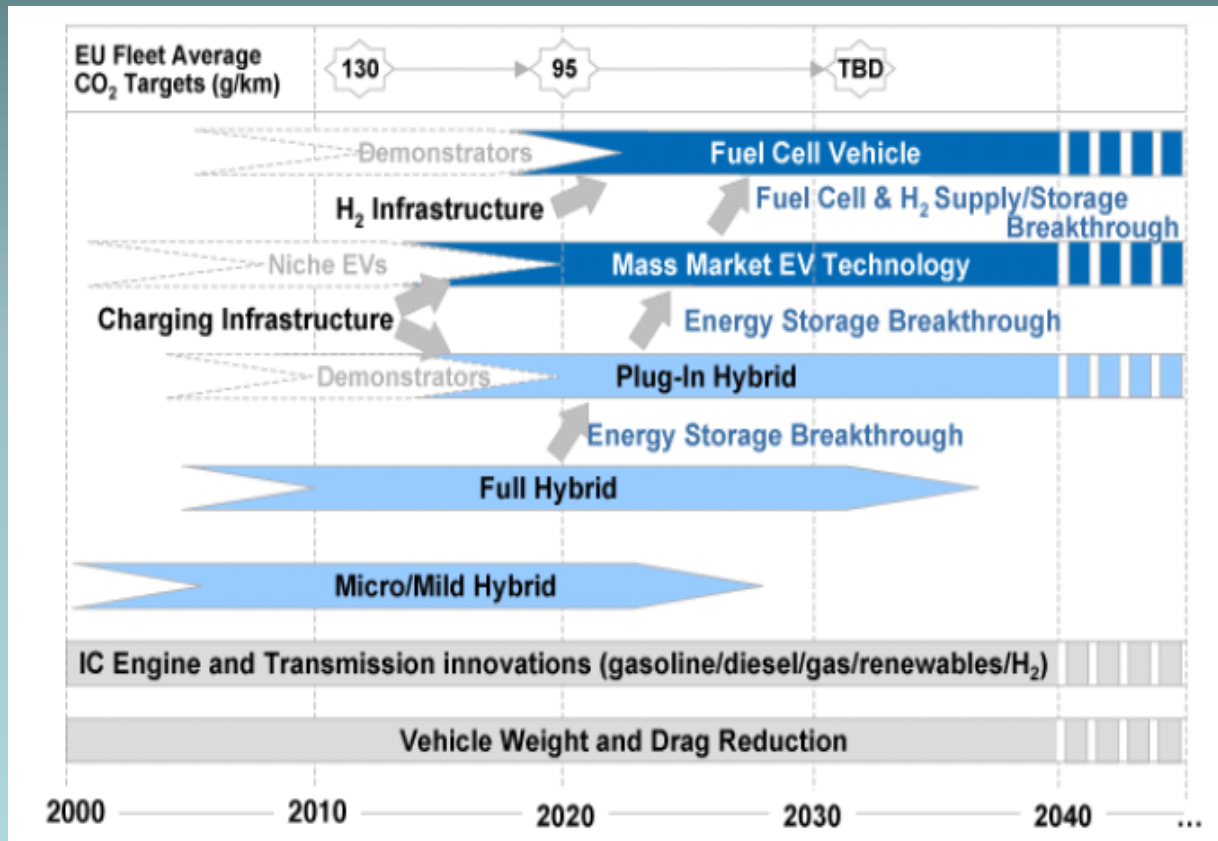 EU Fleet Average
CO₂ Targets (g/km)
130
95
TBD
Demonstrators
Fuel Cell Vehicle
H₂ Infrastructure
Fuel Cell & H₂ Supply/Storage
Breakthrough
Niche EVs
Mass Market EV Technology
Charging Infrastructure
Energy Storage Breakthrough
Demonstrators
Plug-In Hybrid
Energy Storage Breakthrough
Full Hybrid
Micro/Mild Hybrid
IC Engine and Transmission innovations (gasoline/diesel/gas/renewables/H₂)
Vehicle Weight and Drag Reduction
2000
2010
2020
2030
2040
...